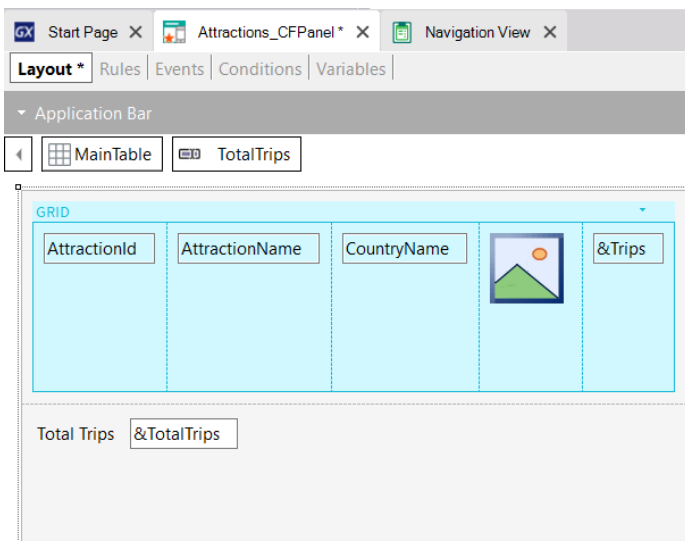 GX Start Page Attractions_CFPanel * Navigation View
Layout * Rules Events Conditions Variables
Application Bar
MainTable TotalTrips
GRID
AttractionId AttractionName CountryName &Trips
Total Trips &TotalTrips